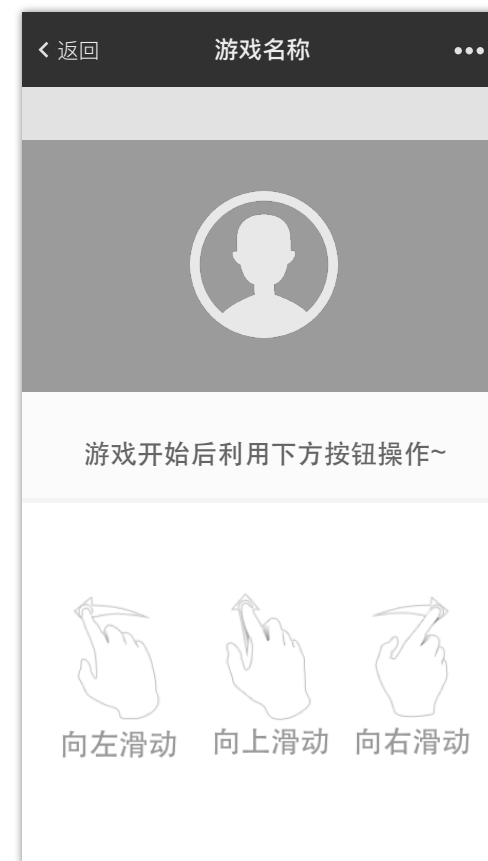 返回
游戏名称
游戏开始后利用下方按钮操作~
向左滑动
向上滑动
向右滑动